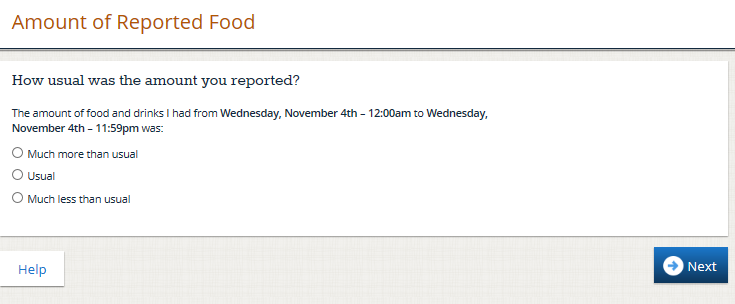 Amount of Reported Food
How usual was the amount you reported?
The amount of food and drinks I had from Wednesday, November 4th – 12:00am to Wednesday,
November 4th – 11:59pm was:
Much more than usual
Usual
Much less than usual
Help
Next